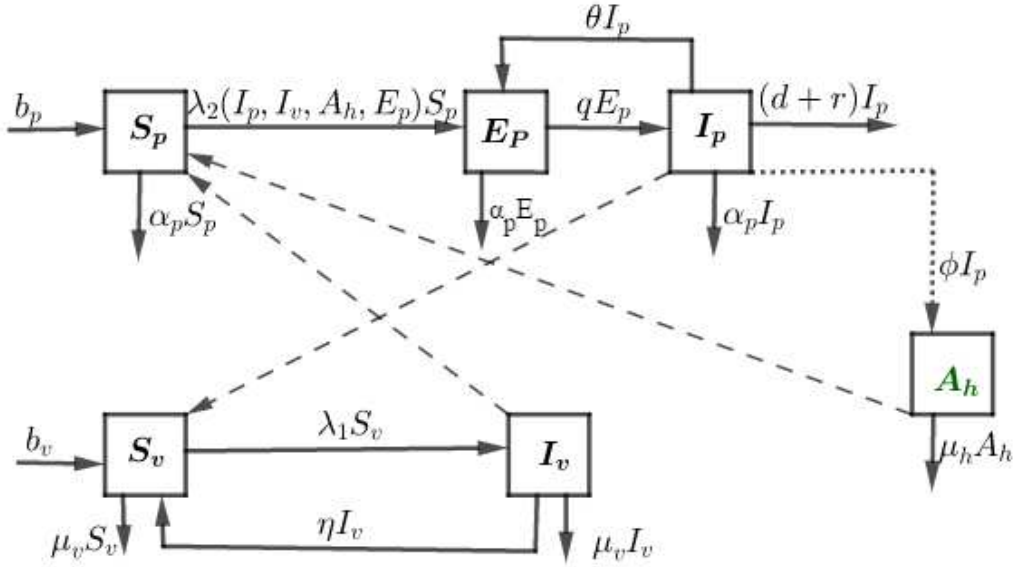 θI_p
b_p
S_p
λ_2(I_p, I_v, A_h, E_p)S_p
E_P
qE_p
I_p
(d + r)I_p
α_pS_p
α_pE_p
α_pI_p
ϕI_p
A_h
μ_hA_h
b_v
S_v
λ_1S_v
I_v
μ_vS_v
ηI_v
μ_vI_v